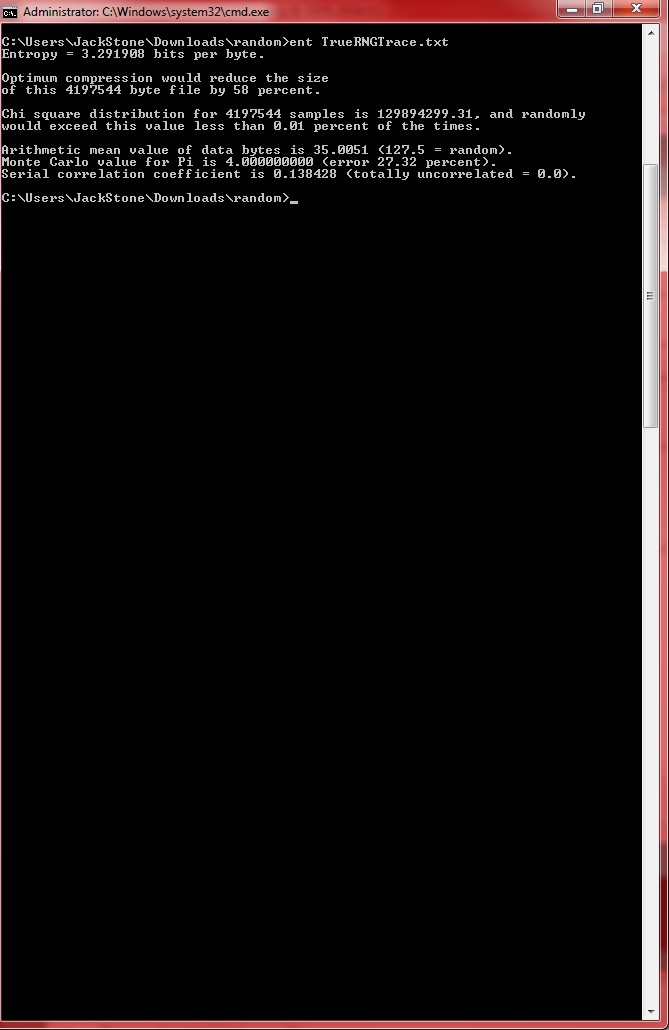 Administrator: C:\Windows\system32\cmd.exe
C:\Users\JackStone\Downloads\random>ent TrueRNGTrace.txt
Entropy = 3.291908 bits per byte.
Optimum compression would reduce the size
of this 4197544 byte file by 58 percent.
Chi square distribution for 4197544 samples is 129894299.31, and randomly
would exceed this value less than 0.01 percent of the times.
Arithmetic mean value of data bytes is 35.0051 (127.5 = random).
Monte Carlo value for Pi is 4.000000000 (error 27.32 percent).
Serial correlation coefficient is 0.138428 (totally uncorrelated = 0.0).
C:\Users\JackStone\Downloads\random>_